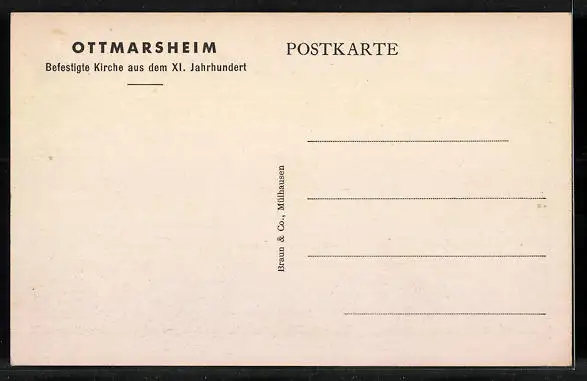 OTTMARSHEIM
Befestigte Kirche aus dem XI. Jahrhundert
POSTKARTE
Braun & Co., Mülhausen